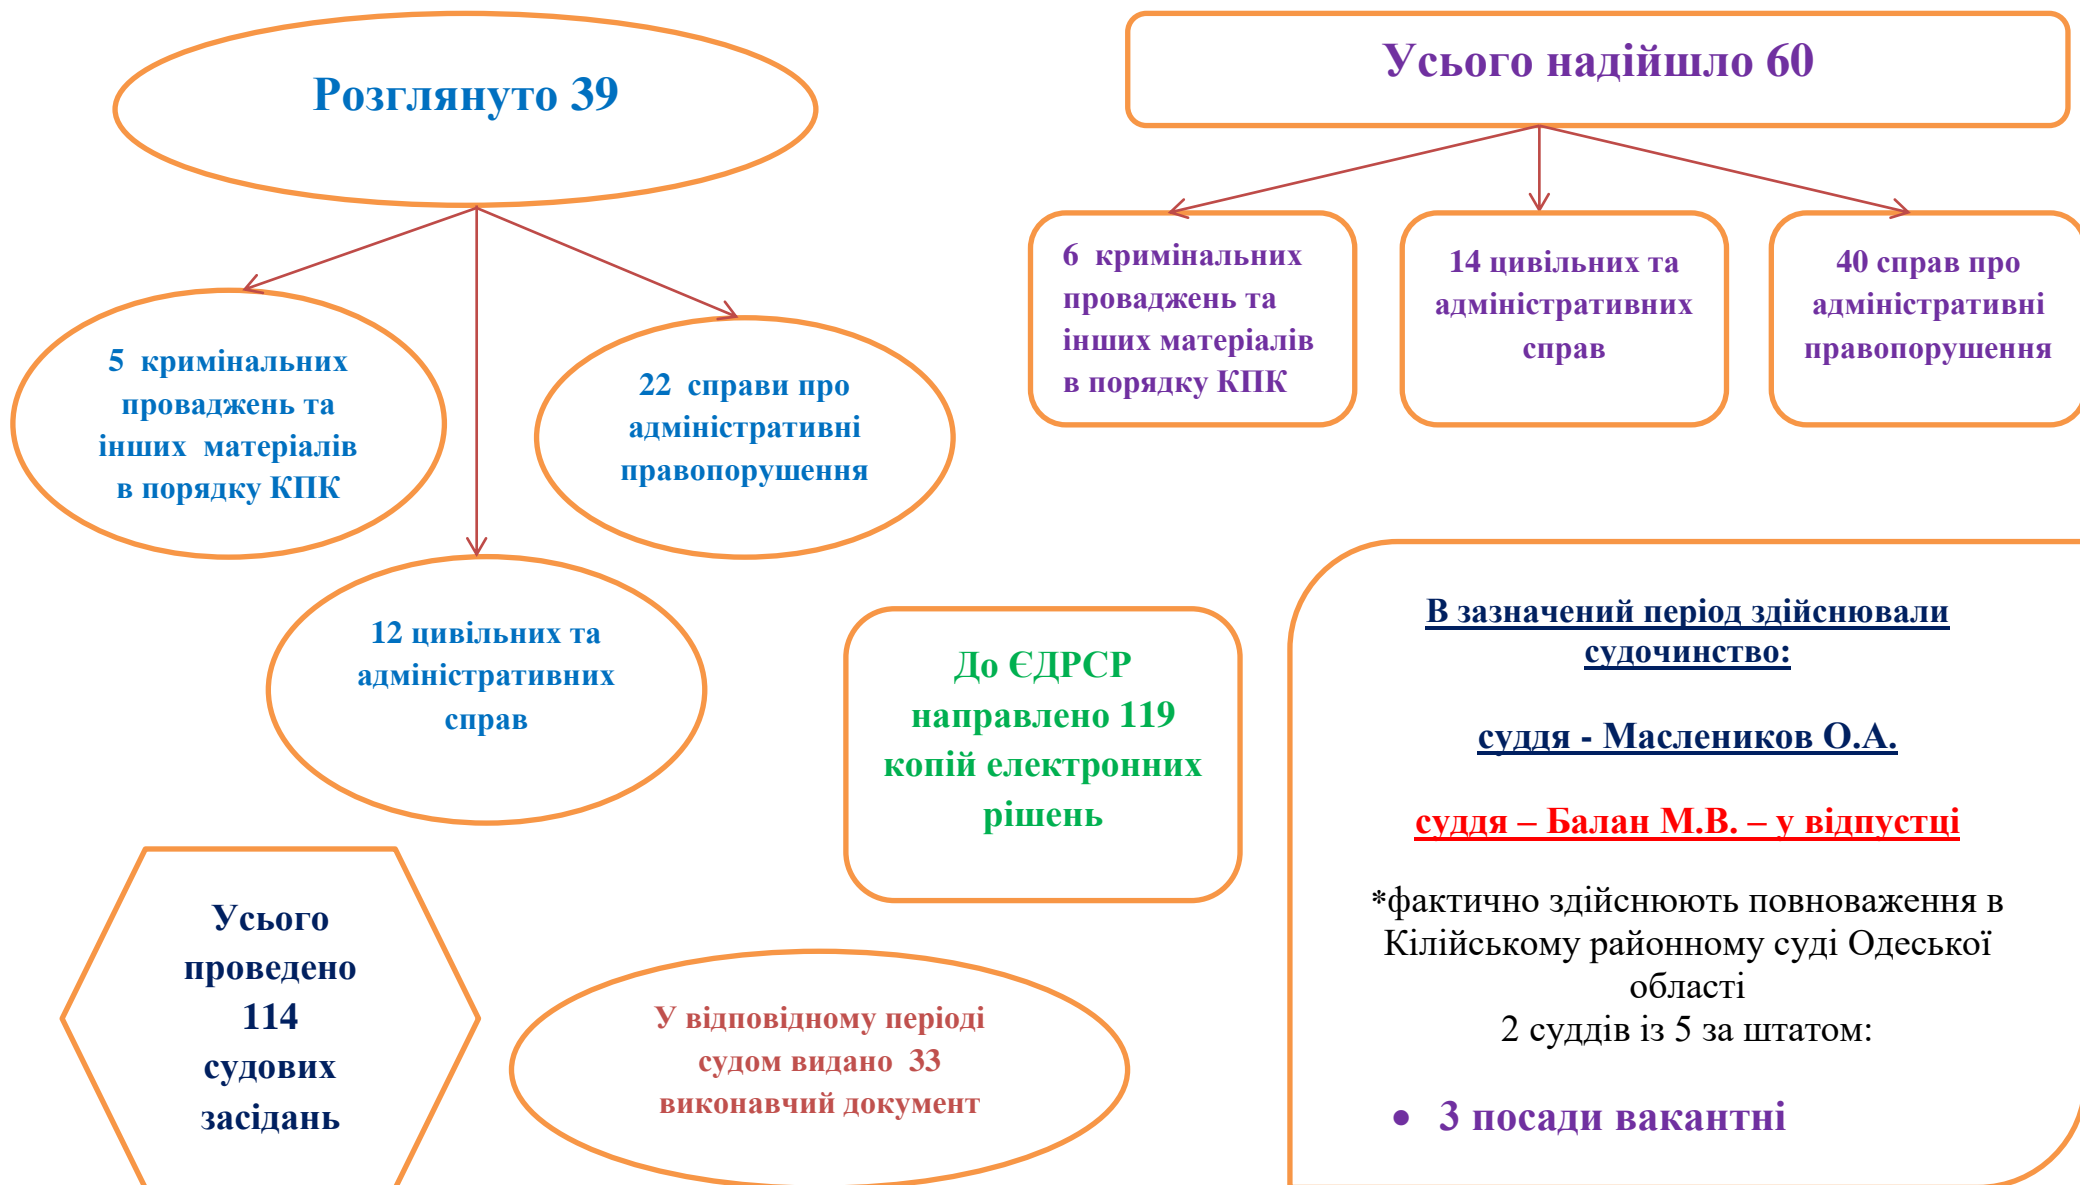 Розглянуто 39
5 кримінальних
проваджень та
інших матеріалів
в порядку КПК
22 справи про
адміністративні
правопорушення
12 цивільних та
адміністративних
справ
Усього надійшло 60
6 кримінальних
проваджень та
інших матеріалів
в порядку КПК
14 цивільних та
адміністративних
справ
40 справ про
адміністративні
правопорушення
До ЄДРСР
направлено 119
копій електронних
рішень
В зазначений період здійснювали
судочинство:
суддя - Маслеников О.А.
суддя – Балан М.В. – у відпустці
*фактично здійснюють повноваження в
Кілійському районному суді Одеської
області
2 суддів із 5 за штатом:
• 3 посади вакантні
Усього
проведено
114
судових
засідань
У відповідному періоді
судом видано 33
виконавчий документ